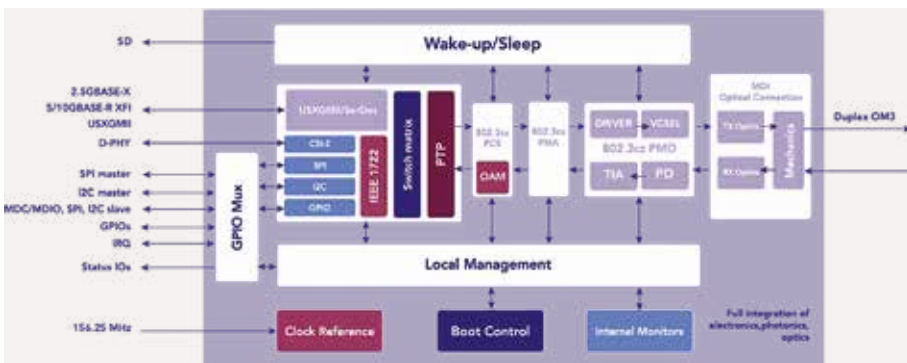 SD
Wake-up/Sleep
2.5GBASE-X
5/10GBASE-R XFI
USXGMII
D-PHY
SPI master
I2C master
MDC/MDIO, SPI, I2C slave
GPIOs
IRQ
Status IOs
156.25 MHz
GPIO Mux
USXGMII/SerDes
CSI-2
SPI
I2C
GPIO
IEEE 1722
Switch matrix
PTP
802.3cz
PCS
OAM
802.3cz
PMA
DRIVER
VCSEL
802.3cz PMD
TIA
PD
MDI
Optical Connection
TX Optics
RX Optics
Mechanics
Duplex OM3
Local Management
Clock Reference
Boot Control
Internal Monitors
Full integration of
electronics,photonics,
optics